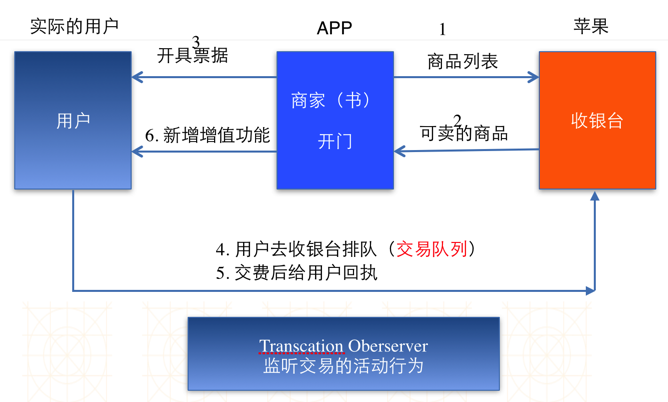 实际的用户
APP
1
苹果
3
开具票据
商品列表
用户
商家（书）
开门
收银台
2
可卖的商品
6. 新增增值功能
4. 用户去收银台排队（交易队列）
5. 交费后给用户回执
Transcation Oberserver
监听交易的活动行为